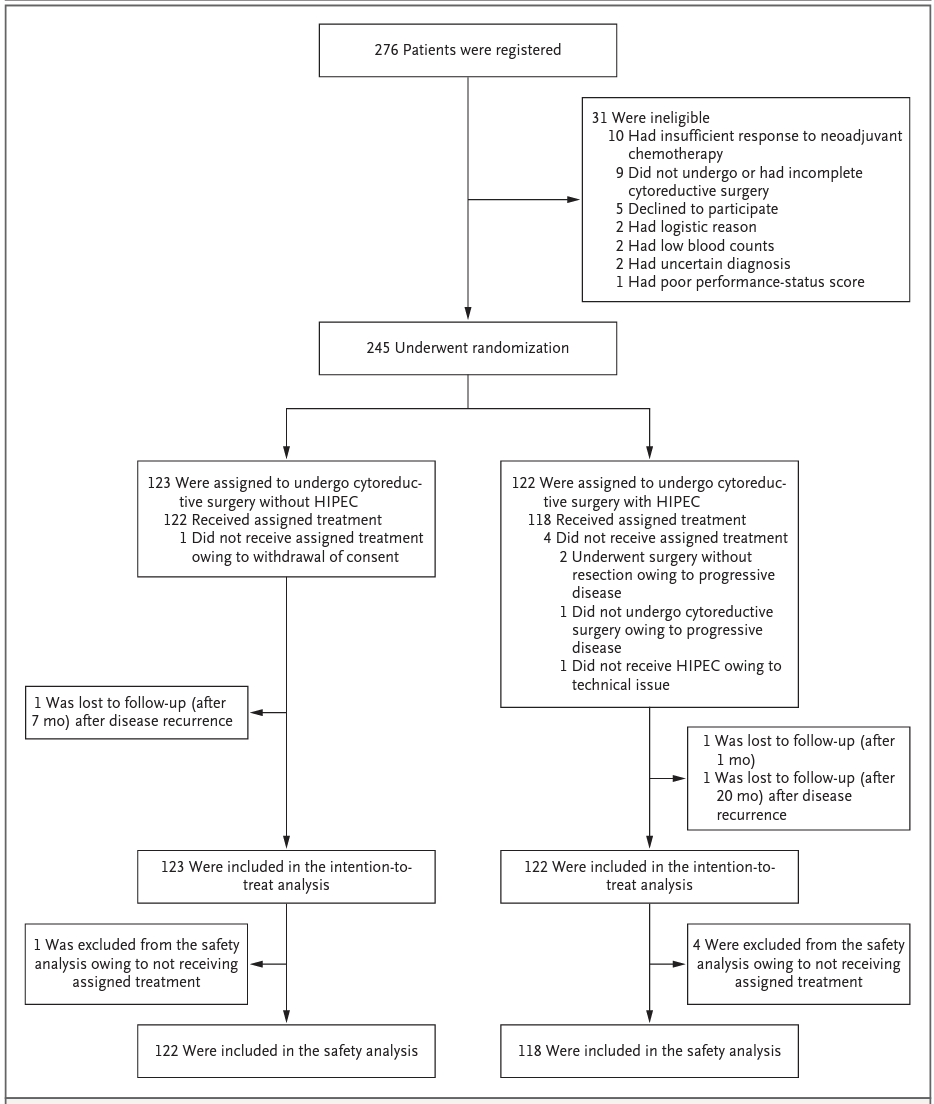 276 Patients were registered
31 Were ineligible
10 Had insufficient response to neoadjuvant
chemotherapy
9 Did not undergo or had incomplete
cytoreductive surgery
5 Declined to participate
2 Had logistic reason
2 Had low blood counts
2 Had uncertain diagnosis
1 Had poor performance-status score
245 Underwent randomization
123 Were assigned to undergo cytoreduc-
tive surgery without HIPEC
122 Received assigned treatment
1 Did not receive assigned treatment
owing to withdrawal of consent
122 Were assigned to undergo cytoreduc-
tive surgery with HIPEC
118 Received assigned treatment
4 Did not receive assigned treatment
2 Underwent surgery without
resection owing to progressive
disease
1 Did not undergo cytoreductive
surgery owing to progressive
disease
1 Did not receive HIPEC owing to
technical issue
1 Was lost to follow-up (after
7 mo) after disease recurrence
1 Was lost to follow-up (after
1 mo)
1 Was lost to follow-up (after
20 mo) after disease
recurrence
123 Were included in the intention-to-
treat analysis
122 Were included in the intention-to-
treat analysis
1 Was excluded from the safety
analysis owing to not receiving
assigned treatment
4 Were excluded from the safety
analysis owing to not receiving
assigned treatment
122 Were included in the safety analysis
118 Were included in the safety analysis